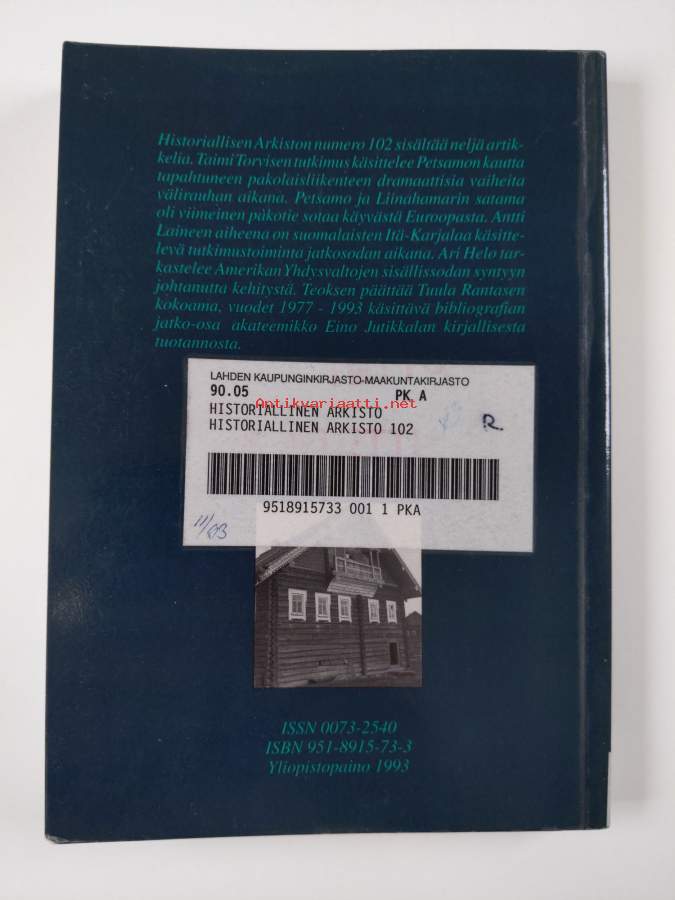 Historiallisen Arkiston numero 102 sisältää neljä artik-
kelia. Taimi Torvisen tutkimus käsittelee Petsamon kautta
tapahtuneen pakolaisliikenteen dramaattisia vaiheita
välirauhan aikana. Petsamo ja Liinahamarin satama
oli viimeinen pakotie sotaa käyvästä Euroopasta. Antti
Laineen aiheena on suomalaisten Itä-Karjalaa käsitte-
levä tutkimustoiminta jatkosodan aikana. Ari Helo tar-
kastelee Amerikan Yhdysvaltojen sisällissodan syntyyn
johtanutta kehitystä. Teoksen päättää Tuula Rantasen
kokoama, vuodet 1977 - 1993 käsittävä bibliografian
jatko-osa akateemikko Eino Jutikkalan kirjallisesta
tuotannosta.
LAHDEN KAUPUNGINKIRJASTO-MAAKUNTAKIRJASTO
90.05 PK A
Antikvariaatti.net
HISTORIALLINEN ARKISTO
HISTORIALLINEN ARKISTO 102
R.
9518915733 001 1 PKA
11/03
ISSN 0073-2540
ISBN 951-8915-73-3
Yliopistopaino 1993